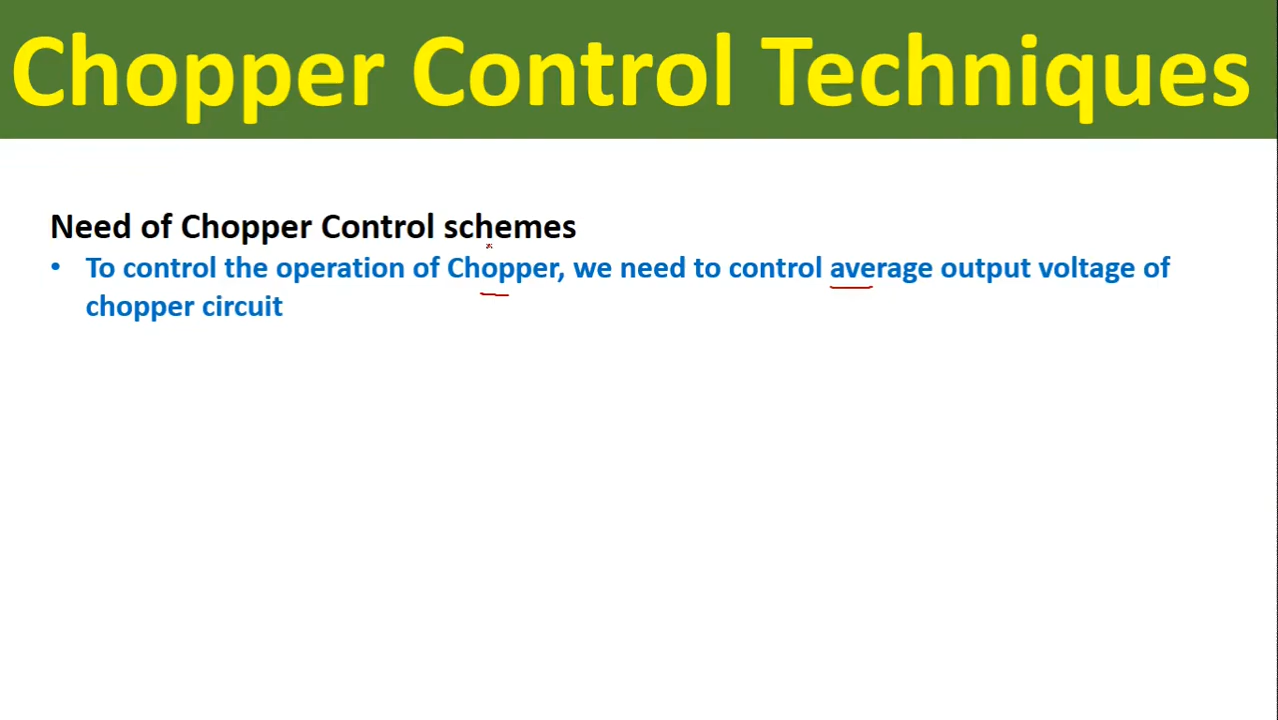 Chopper Control Techniques
Need of Chopper Control schemes
• To control the operation of Chopper, we need to control average output voltage of
chopper circuit